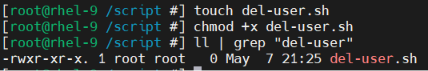 [root@rhel-9 /script #] touch del-user.sh
[root@rhel-9 /script #] chmod +x del-user.sh
[root@rhel-9 /script #] ll | grep "del-user"
-rwxr-xr-x. 1 root root   0 May  7 21:25 del-user.sh